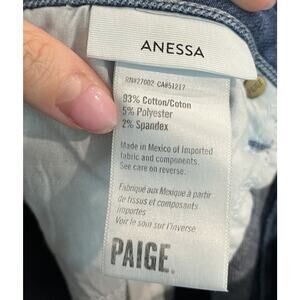 ANESSA
RN#27002 CA#51217
93% Cotton/Coton
5% Polyester
2% Spandex
Made in Mexico of Imported
fabric and components.
See care on reverse.
Fabriqué aux Mexique à partir
de tissus et composants
importés
Voir le soin sur l'inverse
PAIGE.